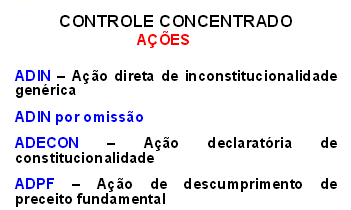 CONTROLE CONCENTRADO
AÇÕES
ADIN – Ação direta de inconstitucionalidade
genérica
ADIN por omissão
ADECON – Ação declaratória de
constitucionalidade
ADPF – Ação de descumprimento de
preceito fundamental